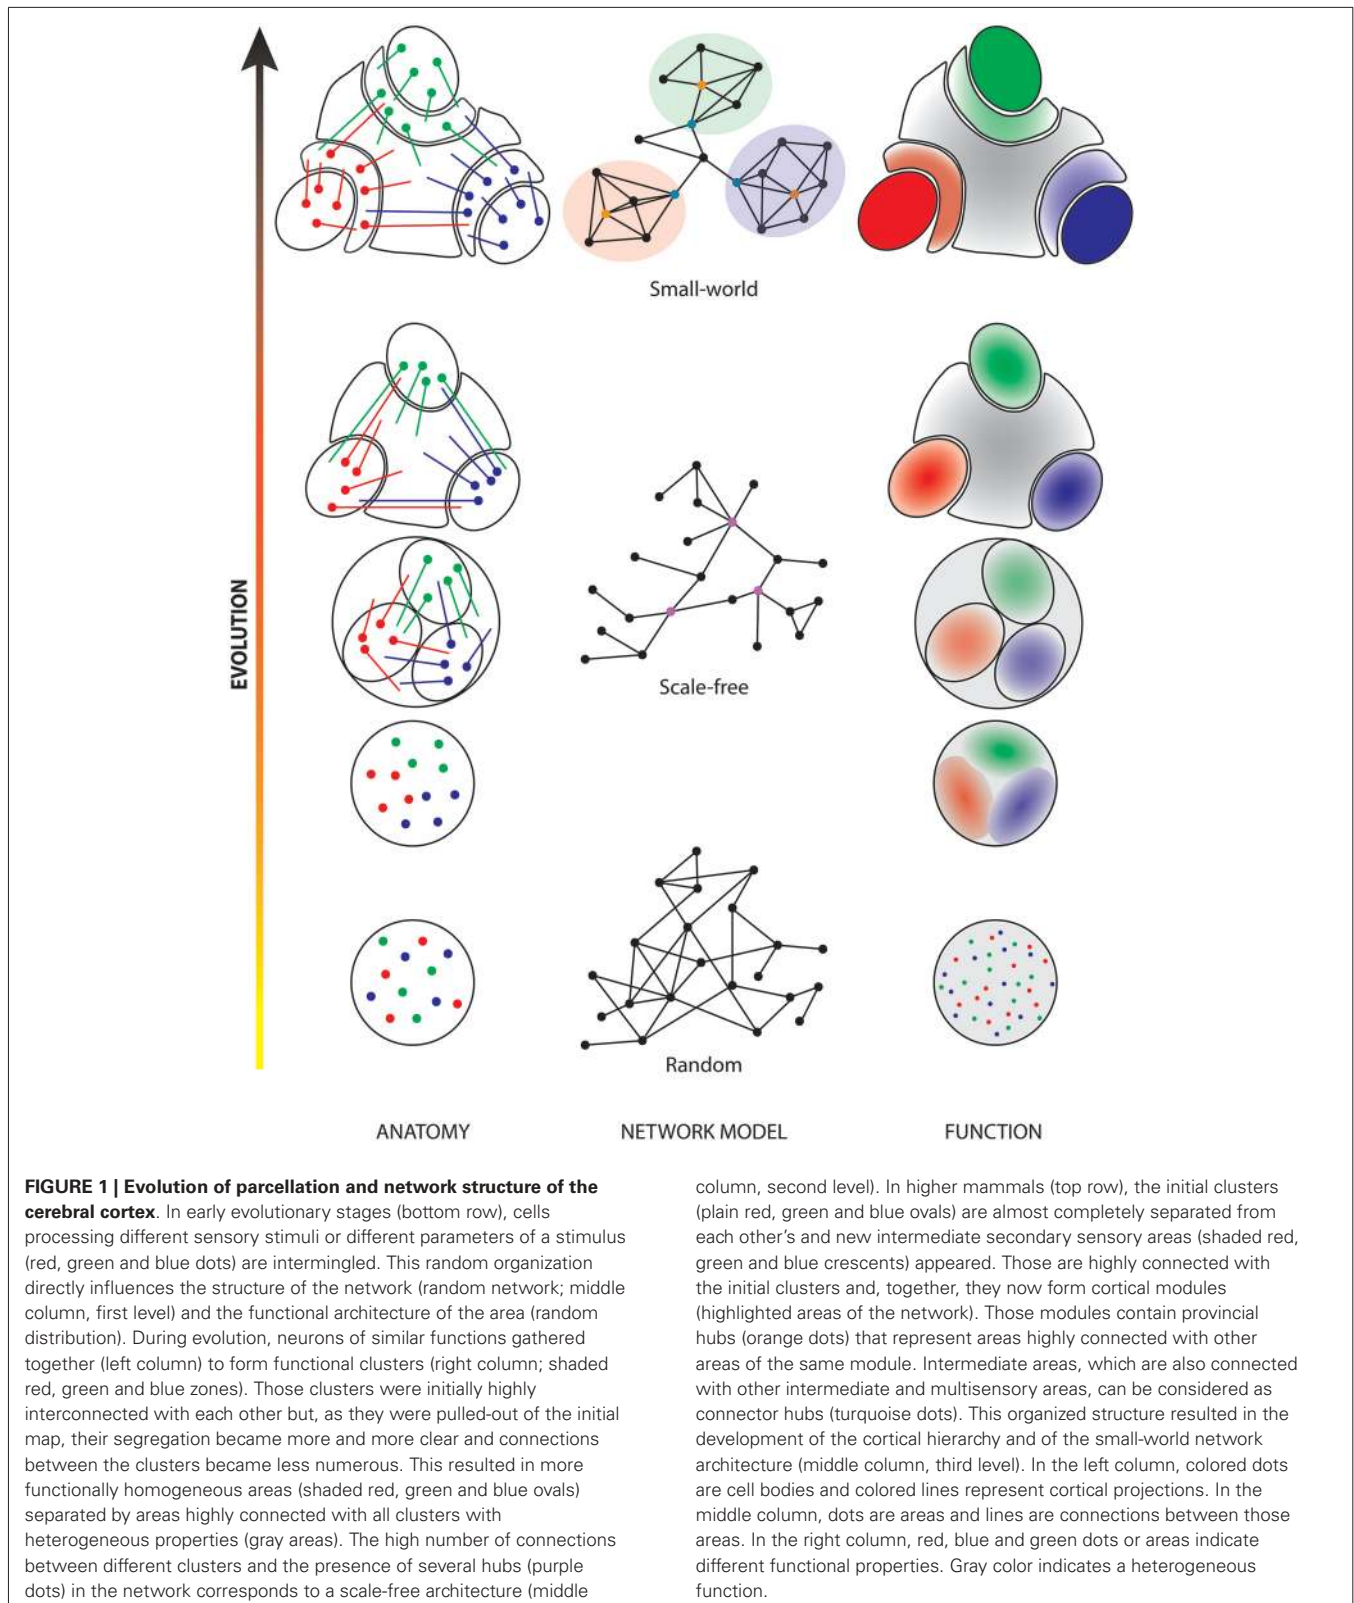 Small-world
EVOLUTION
Scale-free
Random
ANATOMY
NETWORK MODEL
FUNCTION
FIGURE 1 | Evolution of parcellation and network structure of the
cerebral cortex. In early evolutionary stages (bottom row), cells
processing different sensory stimuli or different parameters of a stimulus
(red, green and blue dots) are intermingled. This random organization
directly influences the structure of the network (random network; middle
column, first level) and the functional architecture of the area (random
distribution). During evolution, neurons of similar functions gathered
together (left column) to form functional clusters (right column; shaded
red, green and blue zones). Those clusters were initially highly
interconnected with each other but, as they were pulled-out of the initial
map, their segregation became more and more clear and connections
between the clusters became less numerous. This resulted in more
functionally homogeneous areas (shaded red, green and blue ovals)
separated by areas highly connected with all clusters with
heterogeneous properties (gray areas). The high number of connections
between different clusters and the presence of several hubs (purple
dots) in the network corresponds to a scale-free architecture (middle
column, second level). In higher mammals (top row), the initial clusters
(plain red, green and blue ovals) are almost completely separated from
each other's and new intermediate secondary sensory areas (shaded red,
green and blue crescents) appeared. Those are highly connected with
the initial clusters and, together, they now form cortical modules
(highlighted areas of the network). Those modules contain provincial
hubs (orange dots) that represent areas highly connected with other
areas of the same module. Intermediate areas, which are also connected
with other intermediate and multisensory areas, can be considered as
connector hubs (turquoise dots). This organized structure resulted in the
development of the cortical hierarchy and of the small-world network
architecture (middle column, third level). In the left column, colored dots
are cell bodies and colored lines represent cortical projections. In the
middle column, dots are areas and lines are connections between those
areas. In the right column, red, blue and green dots or areas indicate
different functional properties. Gray color indicates a heterogeneous
function.